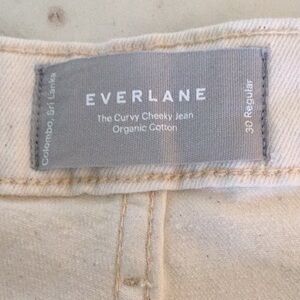 Colombo, Sri Lanka
EVERLANE
The Curvy Cheeky Jean
Organic Cotton
30 Regular